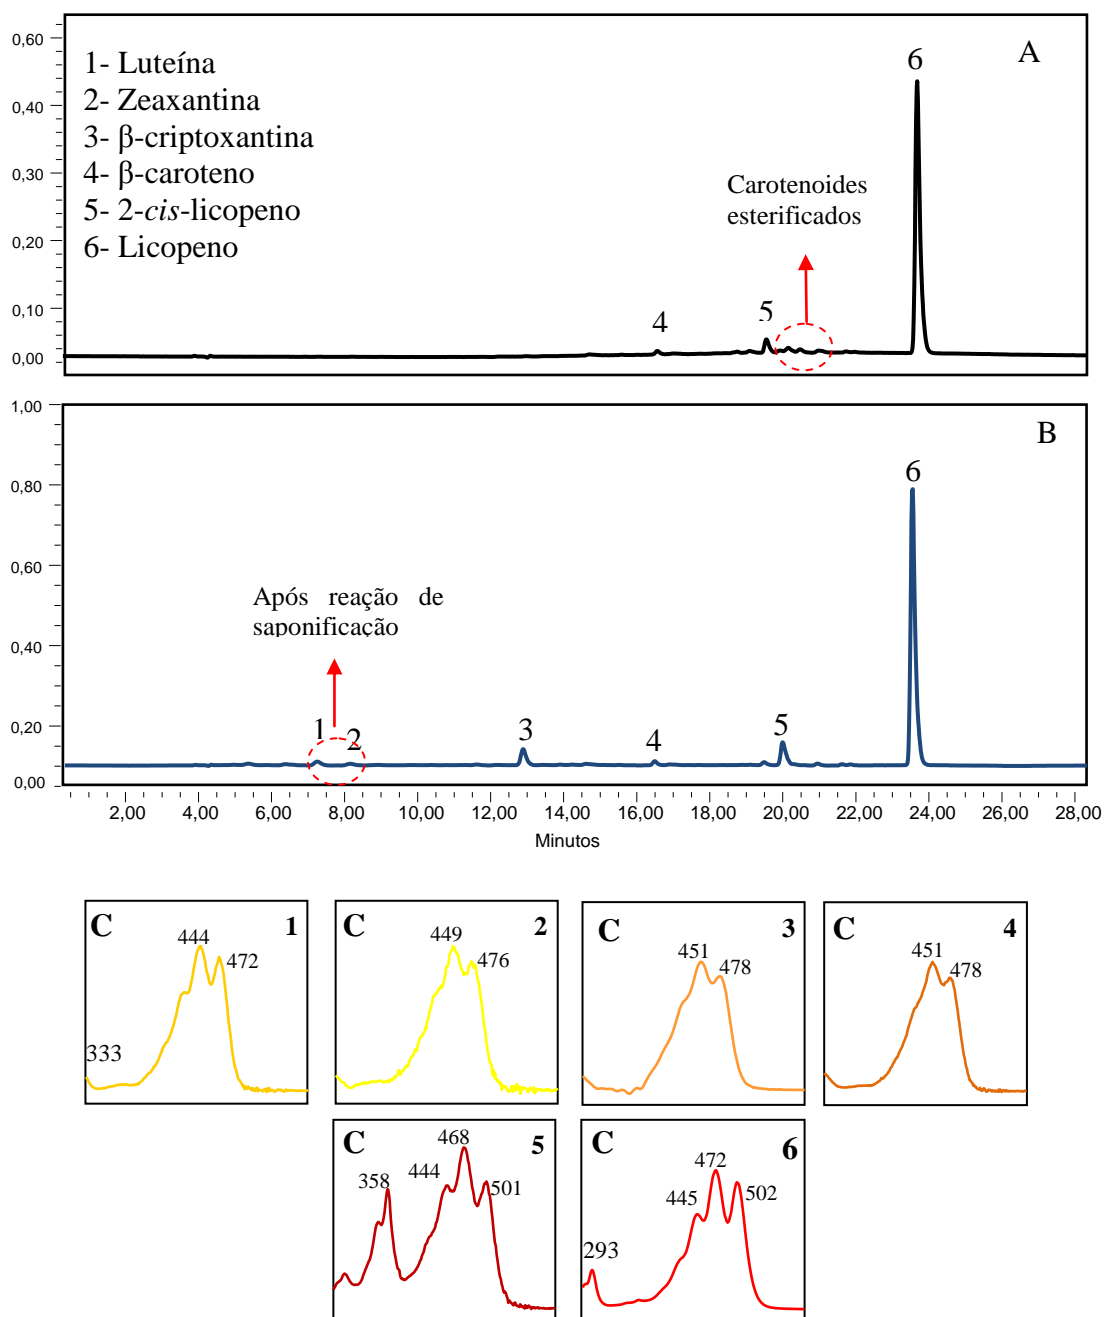 0,60
0,40
0,30
0,20
0,10
0,00
1- Luteína
2- Zeaxantina
3- β-criptoxantina
4- β-caroteno
5- 2-cis-licopeno
6- Licopeno
A
6
Carotenoides
esterificados
4
5
1,00
0,80
0,60
0,40
0,20
0,00
B
6
Após reação de
saponificação
1
2
3
4
5
2,00 4,00 6,00 8,00 10,00 12,00 14,00 16,00 18,00 20,00 22,00 24,00 26,00 28,00
Minutos
C 1
444
472
333
C 2
449
476
C 3
451
478
C 4
451
478
C 5
468
444
358
501
C 6
472
445
502
293